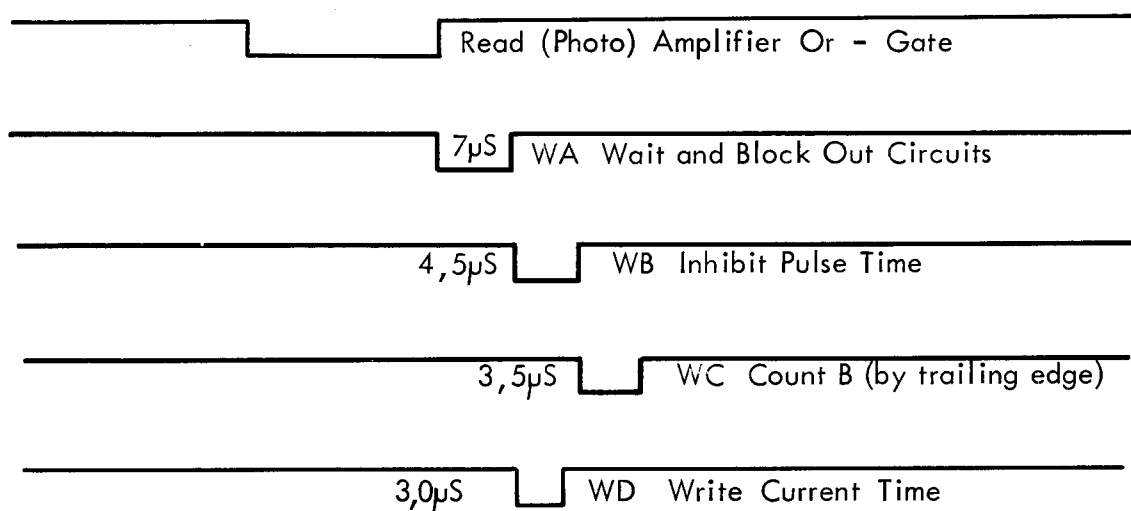 Read (Photo) Amplifier Or - Gate
7µS WA Wait and Block Out Circuits
4,5µS WB Inhibit Pulse Time
3,5µS WC Count B (by trailing edge)
3,0µS WD Write Current Time